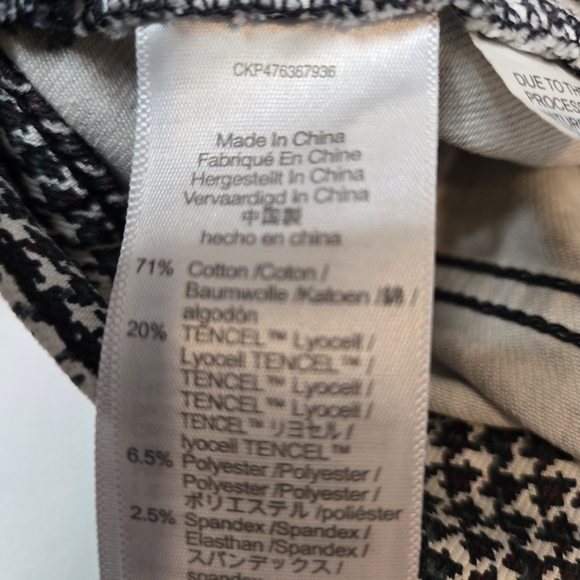 CKP476367936
Made In China
Fabriqué En Chine
Hergestellt In China
Vervaardigd In China
中国製
hecho en china
71% Cotton /Coton /
Baumwolle /Katoen /綿 /
algodón
20% TENCEL™ Lyocell /
Lyocell TENCEL™ /
TENCEL™ Lyocell /
TENCEL™ Lyocell /
TENCEL™ リヨセル /
lyocell TENCEL™
6.5% Polyester /Polyester /
Polyester /Polyester /
ポリエステル /poliéster
2.5% Spandex /Spandex /
Elasthan /Spandex /
スパンデックス /
spandex
DUE TO THE
PROCESS